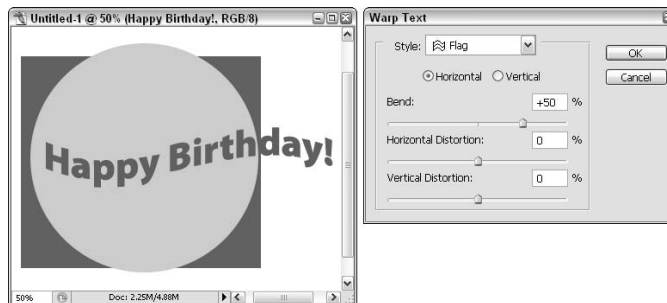 Untitled-1 @ 50% (Happy Birthday!, RGB/8)
Happy Birthday!
50%
Doc: 2.25M/4.88M
Warp Text
Style: Flag
Horizontal Vertical
Bend: +50 %
Horizontal Distortion: 0 %
Vertical Distortion: 0 %
OK
Cancel